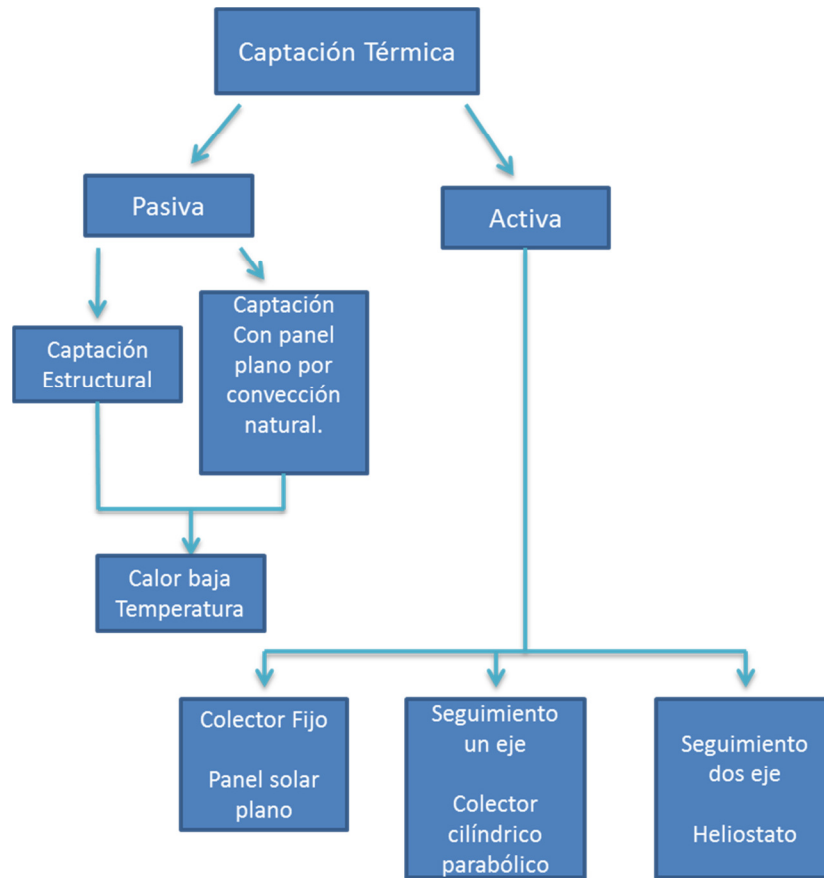 Captación Térmica
Pasiva
Activa
Captación
Estructural
Captación
Con panel
plano por
convección
natural.
Calor baja
Temperatura
Colector Fijo
Panel solar
plano
Seguimiento
un eje
Colector
cilíndrico
parabólico
Seguimiento
dos eje
Heliostato